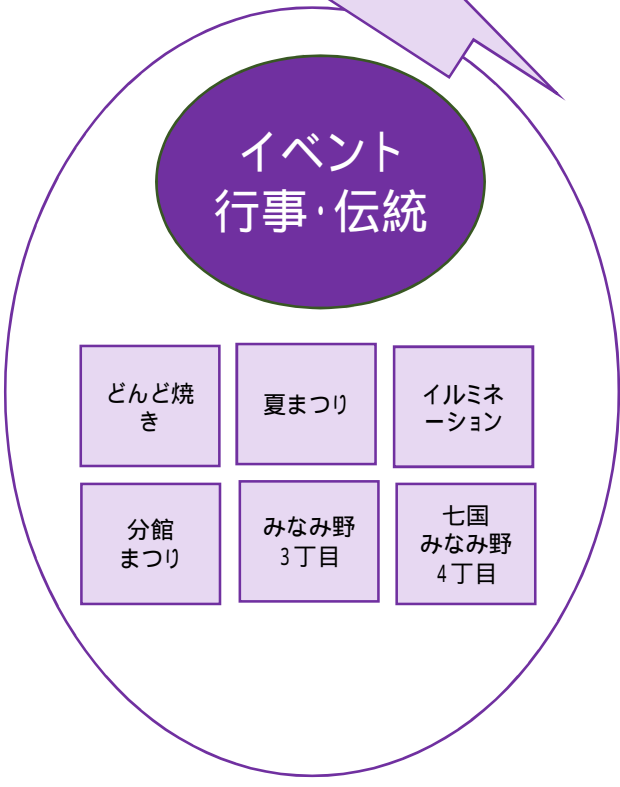 イベント
行事・伝統
どんど焼
き
夏まつり
イルミネ
ーション
分館
まつり
みなみ野
3丁目
七国
みなみ野
4丁目